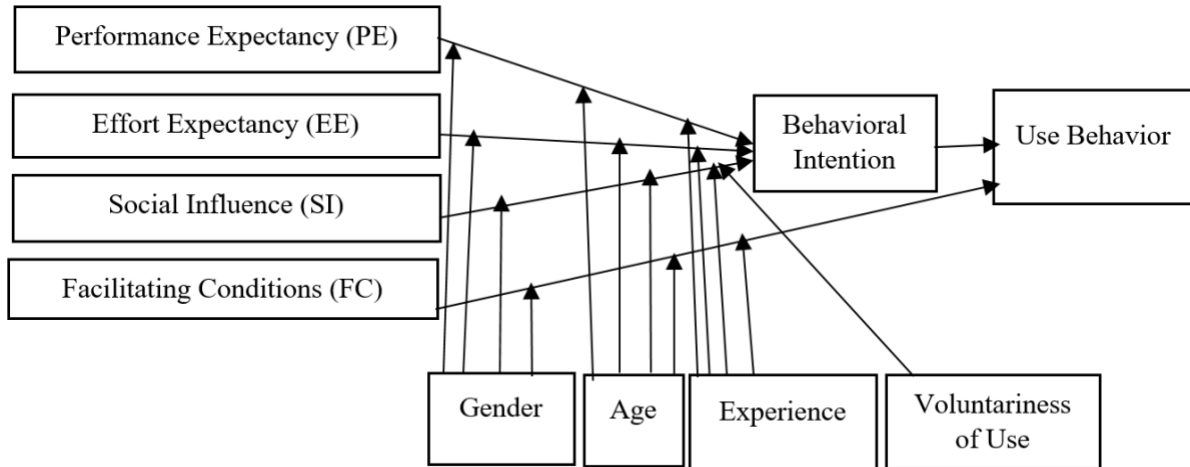 Performance Expectancy (PE)
Effort Expectancy (EE)
Social Influence (SI)
Facilitating Conditions (FC)
Behavioral
Intention
Use Behavior
Gender
Age
Experience
Voluntariness
of Use